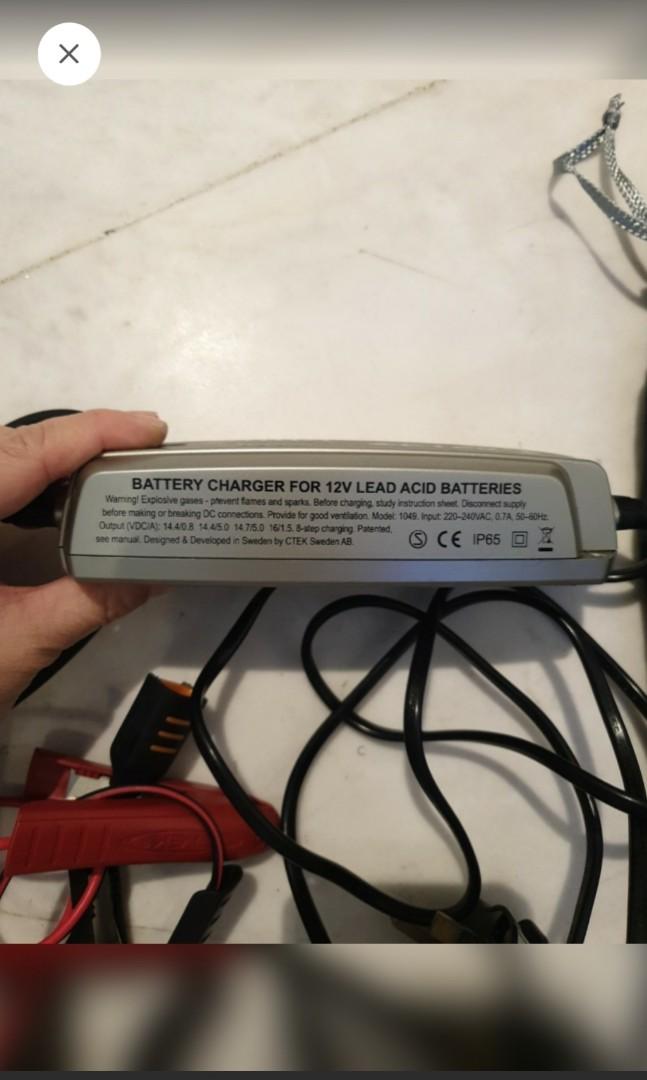 BATTERY CHARGER FOR 12V LEAD ACID BATTERIES
Warning! Explosive gases - prevent flames and sparks. Before charging, study instruction sheet. Disconnect supply
before making or breaking DC connections. Provide for good ventilation. Model: 1049. Input: 220–240VAC, 0.7A, 50–60Hz.
Output (VDC/A): 14.4/0.8 14.4/5.0 14.7/5.0 16/1.5. 8-step charging. Patented,
see manual. Designed & Developed in Sweden by CTEK Sweden AB.
S CE IP65